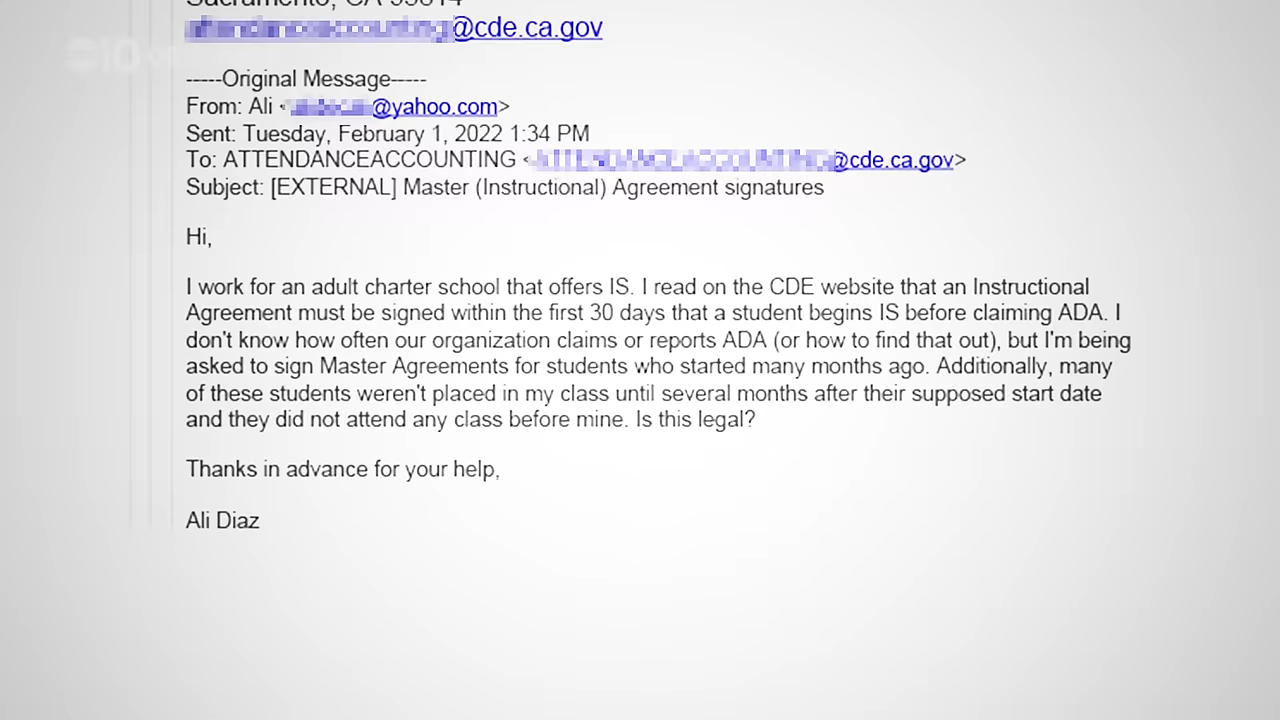 Sacramento, CA 95814
@cde.ca.gov
-----Original Message-----
From: Ali <@yahoo.com>
Sent: Tuesday, February 1, 2022 1:34 PM
To: ATTENDANCEACCOUNTING <@cde.ca.gov>
Subject: [EXTERNAL] Master (Instructional) Agreement signatures
Hi,
I work for an adult charter school that offers IS. I read on the CDE website that an Instructional
Agreement must be signed within the first 30 days that a student begins IS before claiming ADA. I
don't know how often our organization claims or reports ADA (or how to find that out), but I'm being
asked to sign Master Agreements for students who started many months ago. Additionally, many
of these students weren't placed in my class until several months after their supposed start date
and they did not attend any class before mine. Is this legal?
Thanks in advance for your help,
Ali Diaz